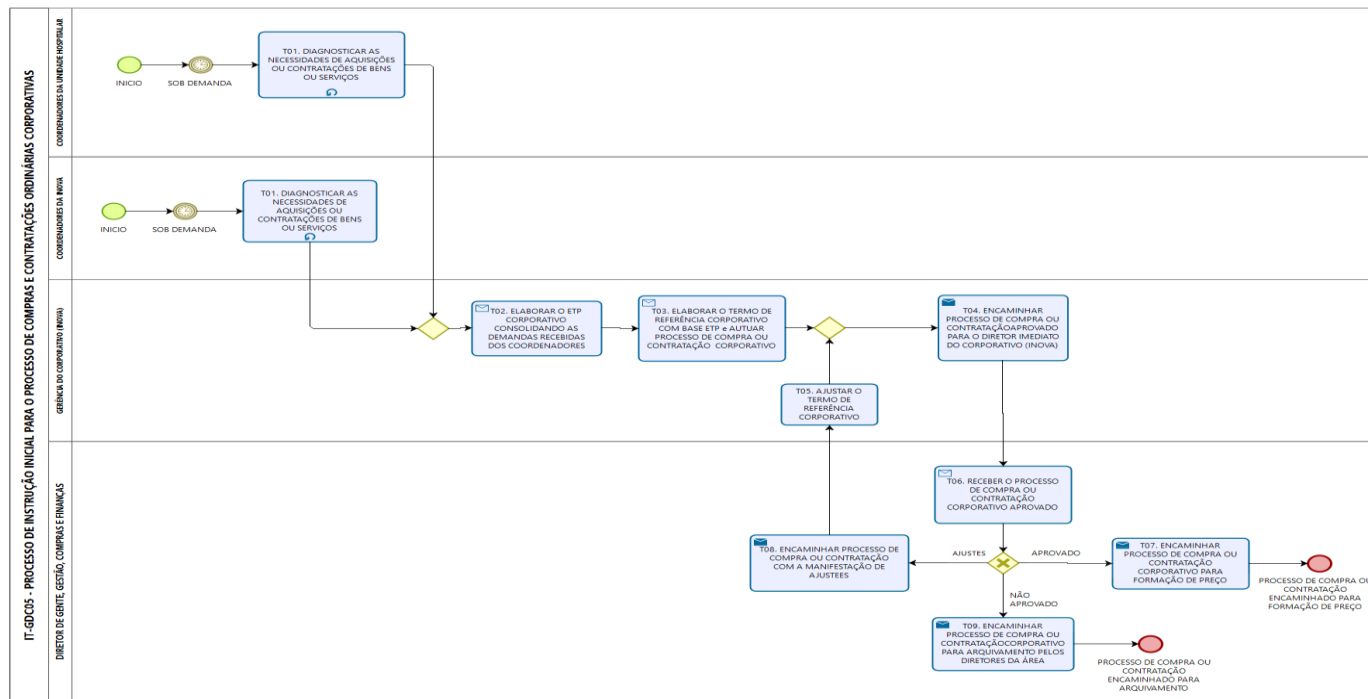 IT-GDC05 - PROCESSO DE INSTRUÇÃO INICIAL PARA O PROCESSO DE COMPRAS E CONTRATAÇÕES ORDINÁRIAS CORPORATIVAS
COORDENADORES DA UNIDADE HOSPITALAR
INICIO
SOB DEMANDA
T01. DIAGNOSTICAR AS
NECESSIDADES DE AQUISIÇÕES
OU CONTRATAÇÕES DE BENS
OU SERVIÇOS
COORDENADORES DA INOVA
INICIO
SOB DEMANDA
T01. DIAGNOSTICAR AS
NECESSIDADES DE
AQUISIÇÕES OU
CONTRATAÇÕES DE BENS
OU SERVIÇOS
GERÊNCIA DO CORPORATIVO (INOVA)
T02. ELABORAR O ETP
CORPORATIVO
CONSOLIDANDO AS
DEMANDAS RECEBIDAS
DOS COORDENADORES
T03. ELABORAR O TERMO DE
REFERÊNCIA CORPORATIVO
COM BASE ETP e AUTUAR
PROCESSO DE COMPRA OU
CONTRATAÇÃO CORPORATIVO
T04. ENCAMINHAR
PROCESSO DE COMPRA OU
CONTRATAÇÃOAPROVADO
PARA O DIRETOR IMEDIATO
DO CORPORATIVO (INOVA)
T05. AJUSTAR O
TERMO DE
REFERÊNCIA
CORPORATIVO
DIRETOR DE GENTE, GESTÃO, COMPRAS E FINANÇAS
T06. RECEBER O PROCESSO
DE COMPRA OU
CONTRATAÇÃO
CORPORATIVO APROVADO
T08. ENCAMINHAR PROCESSO DE
COMPRA OU CONTRATAÇÃO
COM A MANIFESTAÇÃO DE
AJUSTEES
AJUSTES
APROVADO
T07. ENCAMINHAR
PROCESSO DE COMPRA OU
CONTRATAÇÃO
CORPORATIVO PARA
FORMAÇÃO DE PREÇO
PROCESSO DE COMPRA OU
CONTRATAÇÃO
ENCAMINHADO PARA
FORMAÇÃO DE PREÇO
NÃO
APROVADO
T09. ENCAMINHAR
PROCESSO DE COMPRA OU
CONTRATAÇÃOCORPORATIVO
PARA ARQUIVAMENTO PELOS
DIRETORES DA ÁREA
PROCESSO DE COMPRA OU
CONTRATAÇÃO
ENCAMINHADO PARA
ARQUIVAMENTO